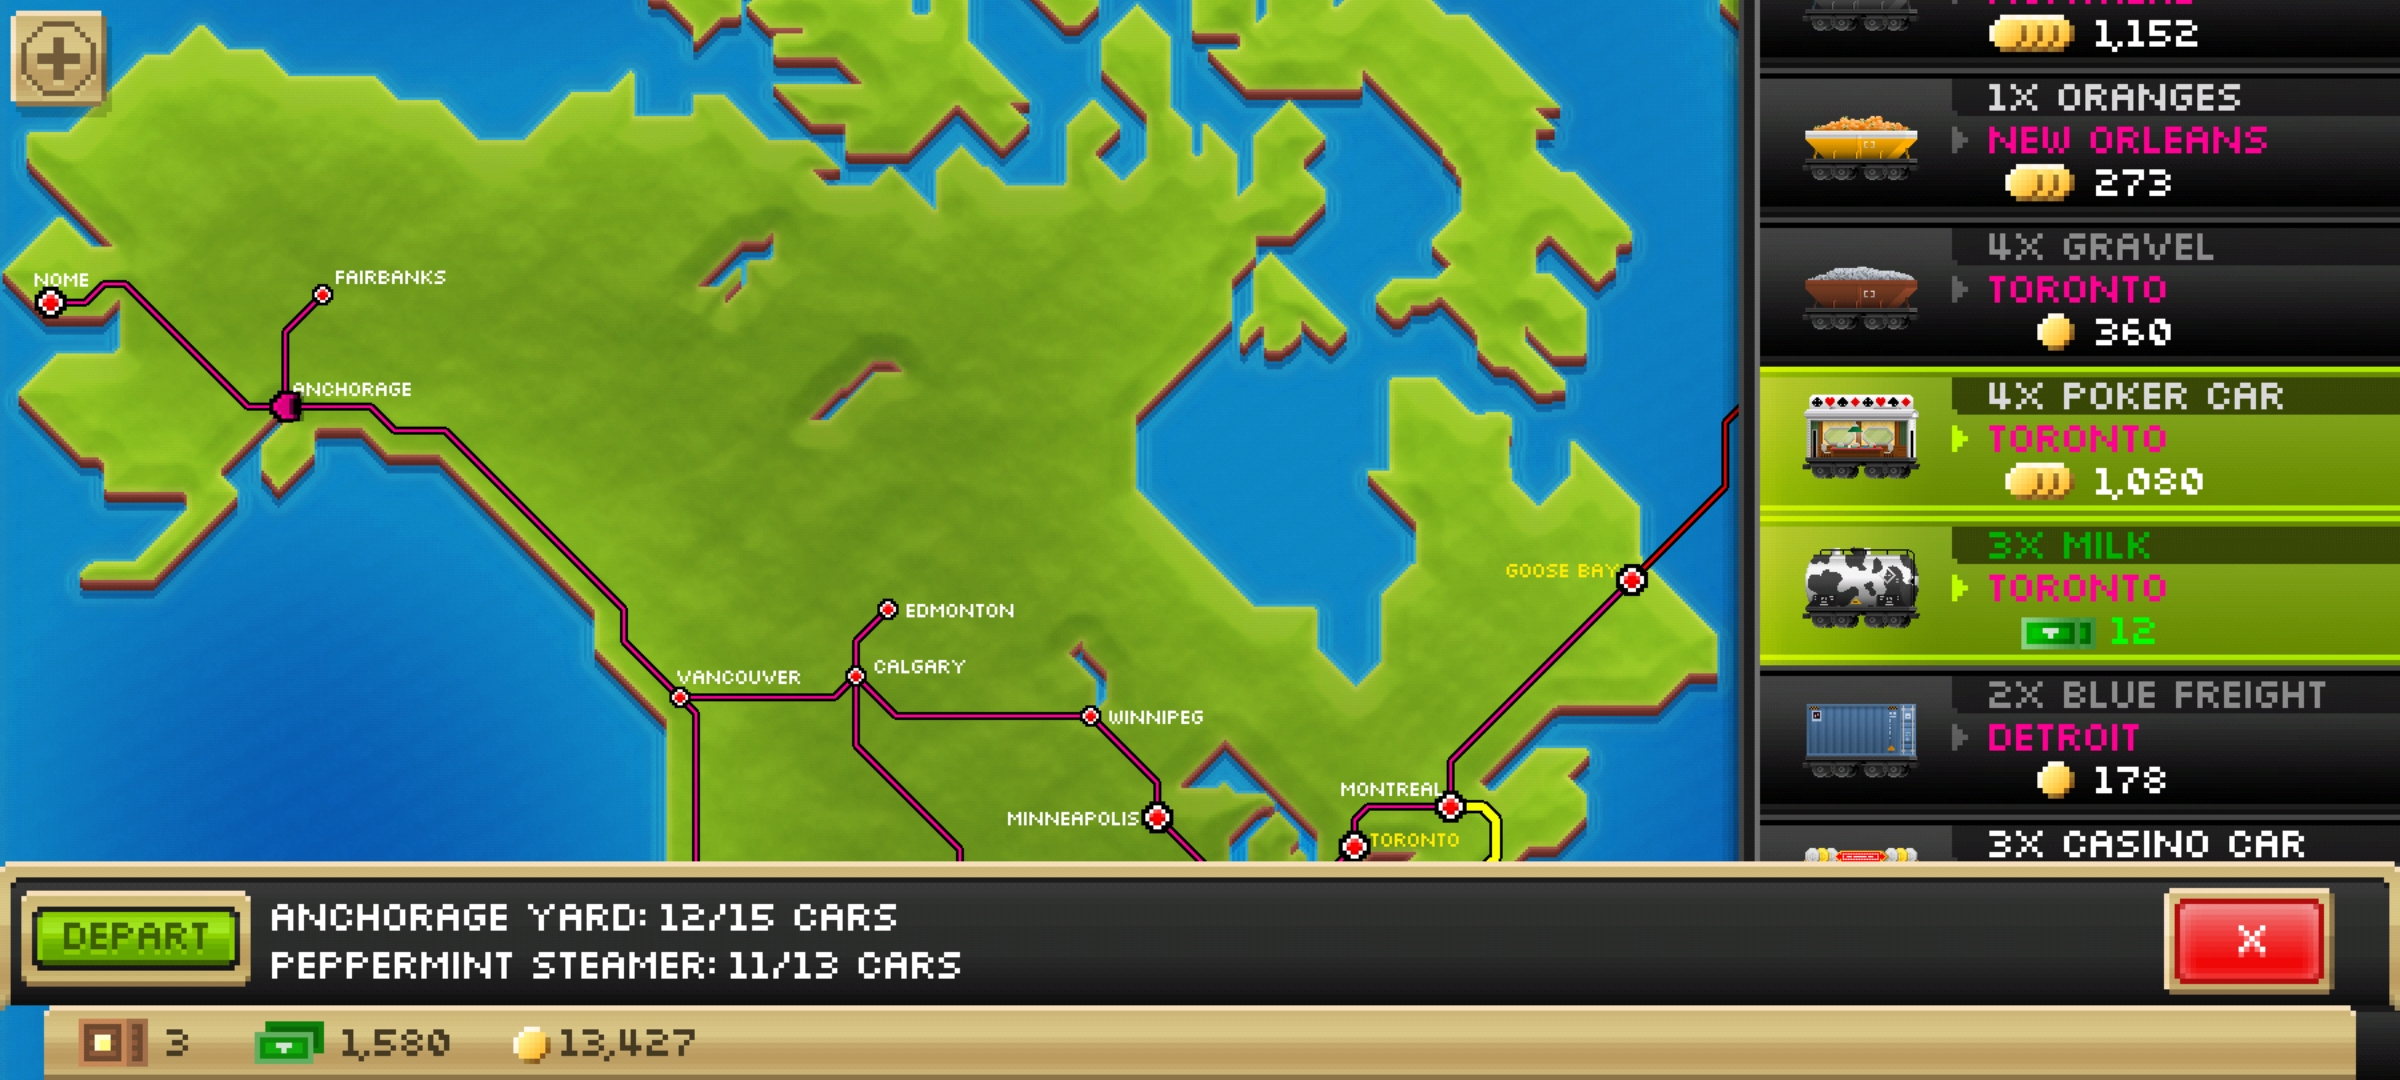 1,152
1X ORANGES
NEW ORLEANS
273
4X GRAVEL
TORONTO
360
4X POKER CAR
TORONTO
1,080
3X MILK
TORONTO
12
2X BLUE FREIGHT
DETROIT
178
3X CASINO CAR
NOME
FAIRBANKS
ANCHORAGE
GOOSE BAY
EDMONTON
CALGARY
VANCOUVER
WINNIPEG
MONTREAL
MINNEAPOLIS
TORONTO
DEPART
ANCHORAGE YARD: 12/15 CARS
PEPPERMINT STEAMER: 11/13 CARS
X
3
1,580
13,427